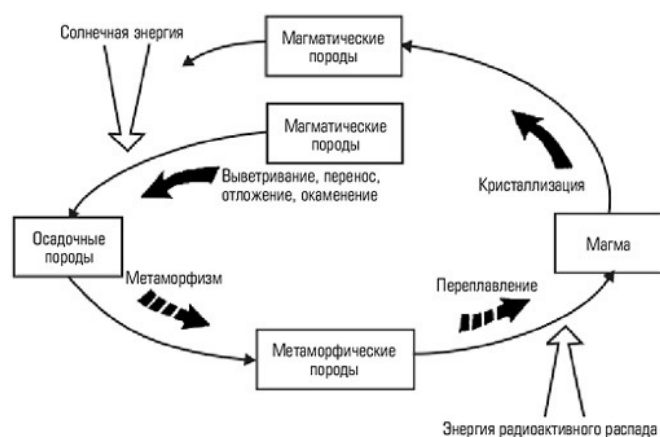 Солнечная энергия
Магматические
породы
Магматические
породы
Выветривание, перенос,
отложение, окаменение
Кристаллизация
Осадочные
породы
Магма
Метаморфизм
Переплавление
Метаморфические
породы
Энергия радиоактивного распада